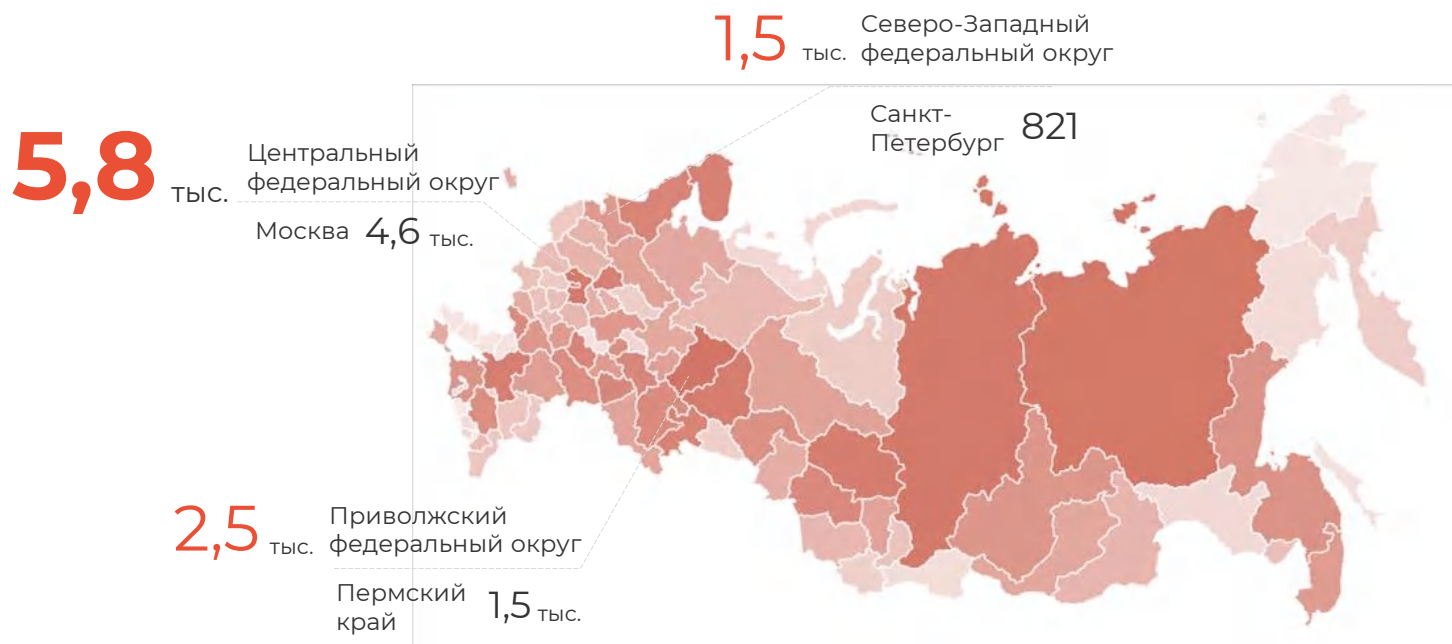 1,5 тыс. Северо-Западный
федеральный округ
Санкт-
Петербург 821
5,8 тыс. Центральный
федеральный округ
Москва 4,6 тыс.
2,5 тыс. Приволжский
федеральный округ
Пермский
край 1,5 тыс.